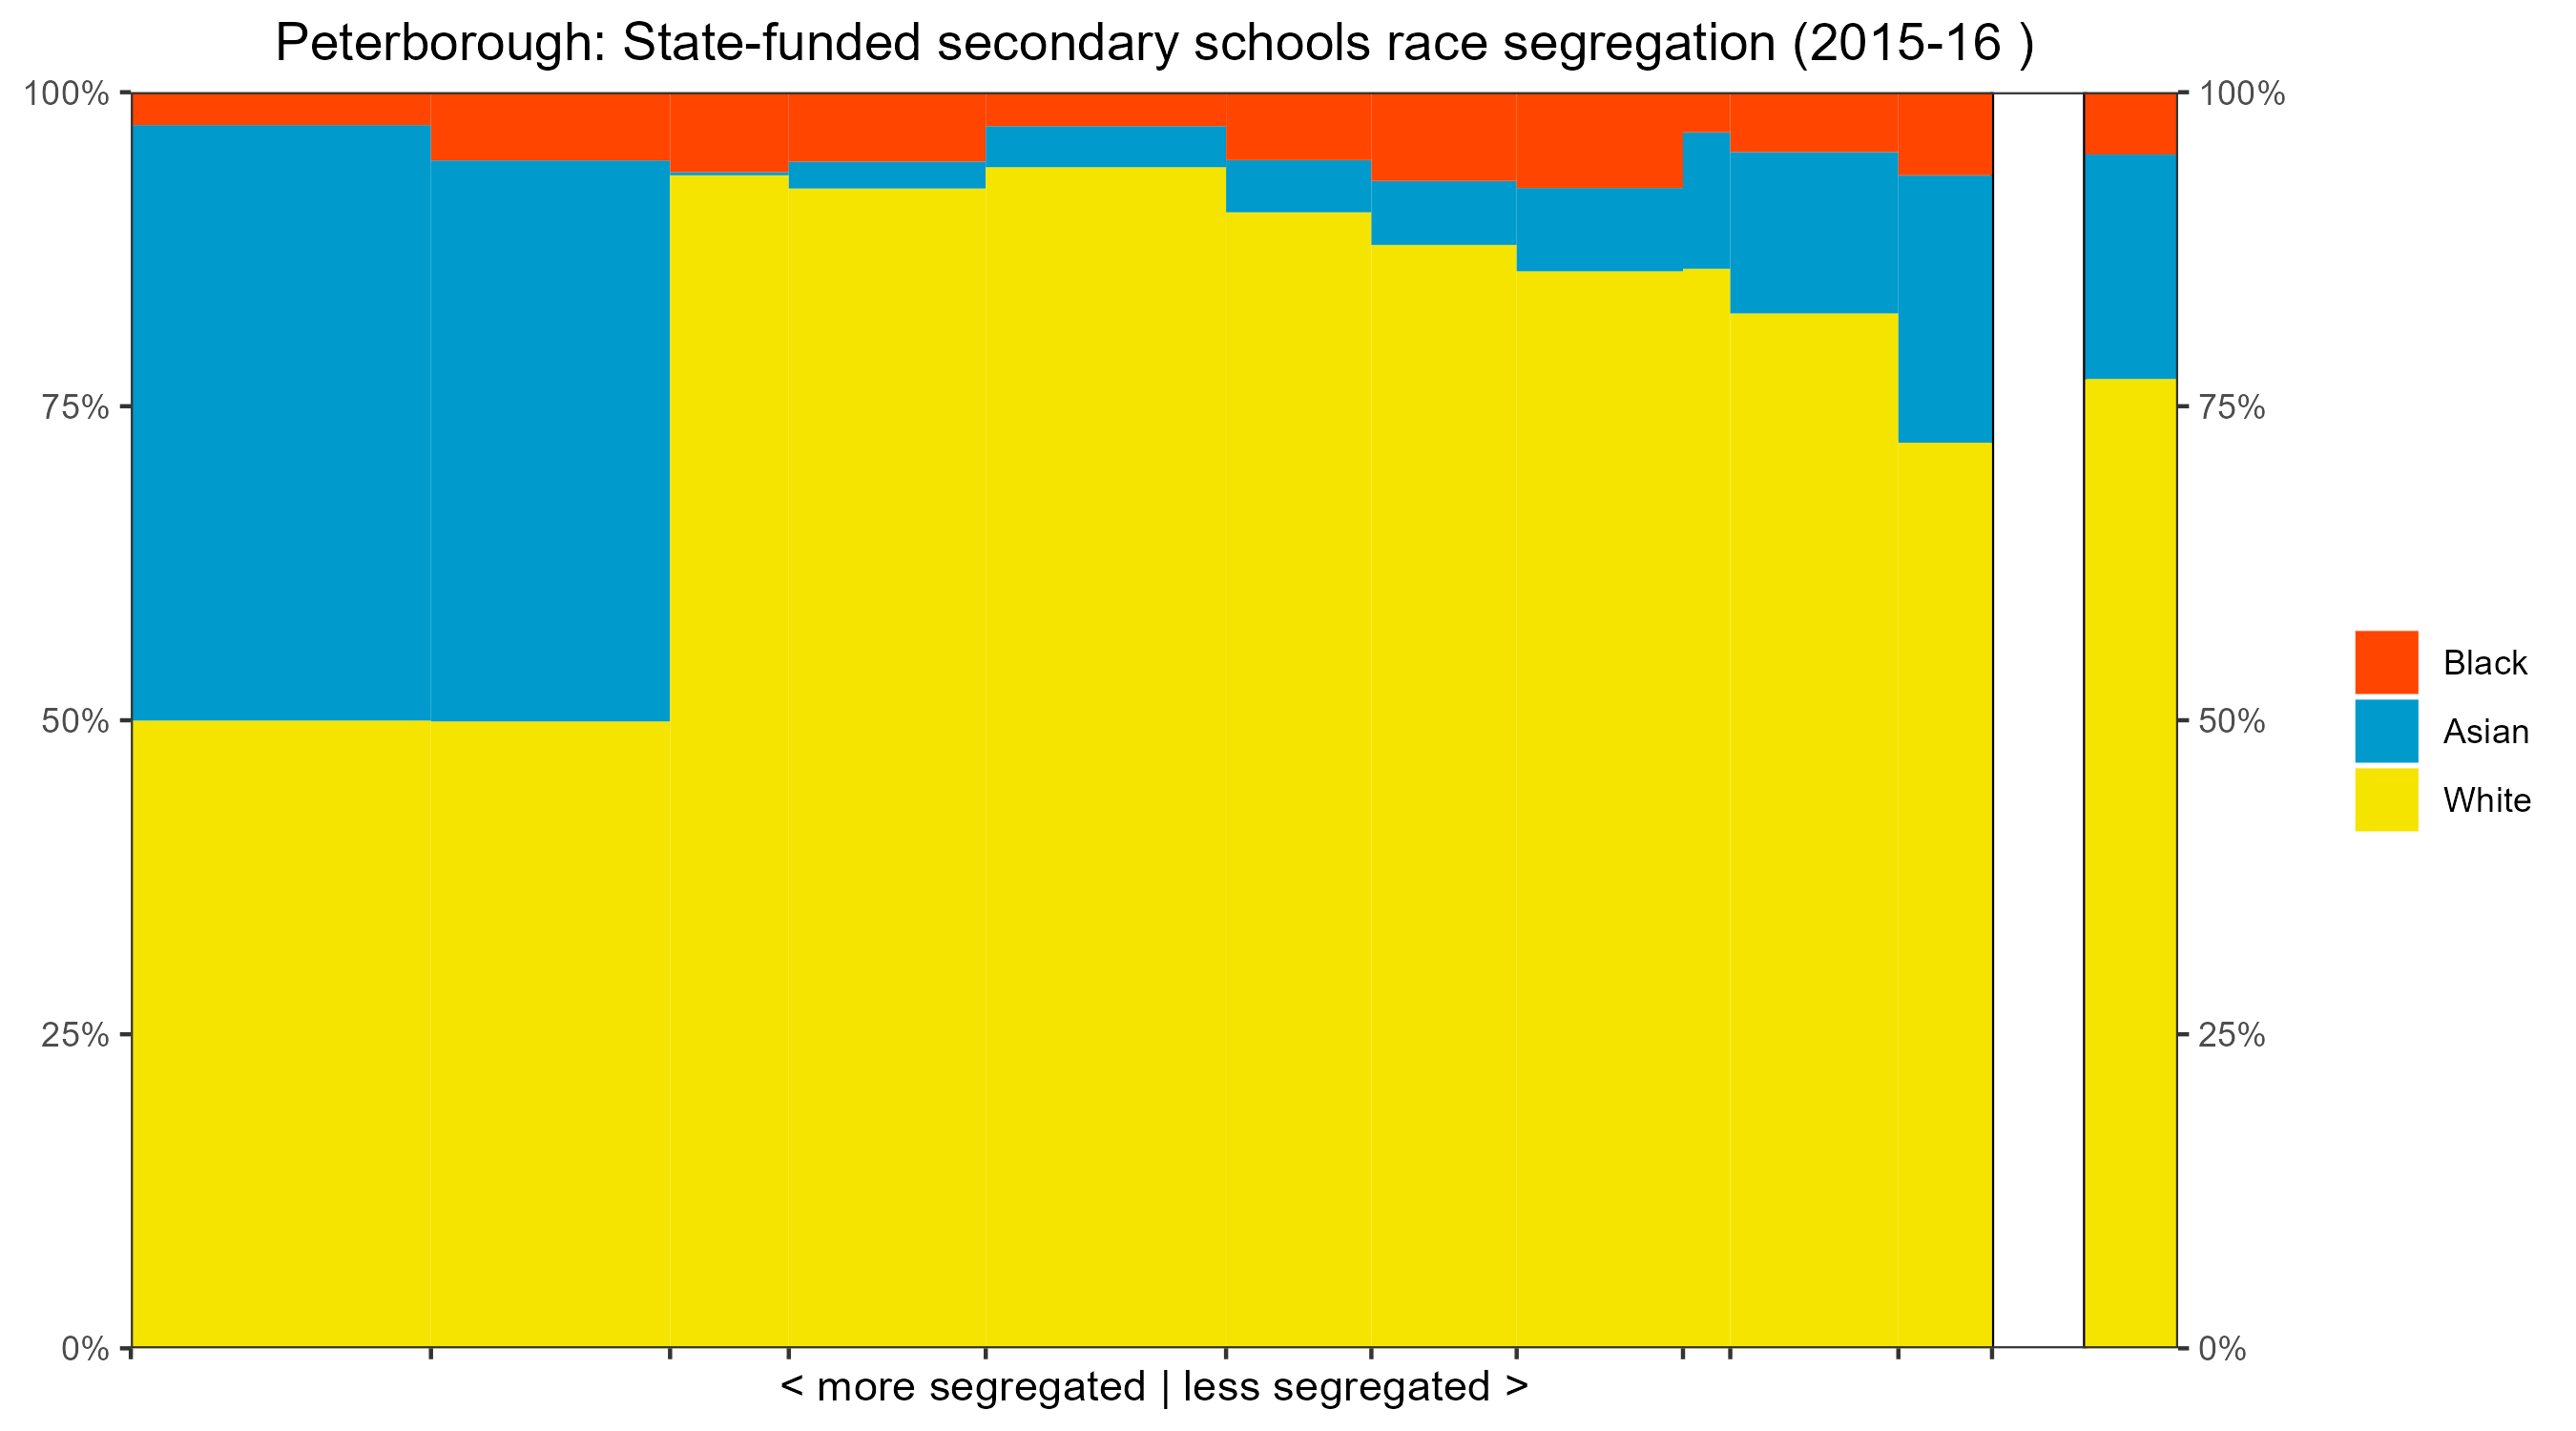 Peterborough: State-funded secondary schools race segregation (2015-16 )
100%
75%
50%
25%
0%
100%
75%
50%
25%
0%
Black
Asian
White
< more segregated | less segregated >